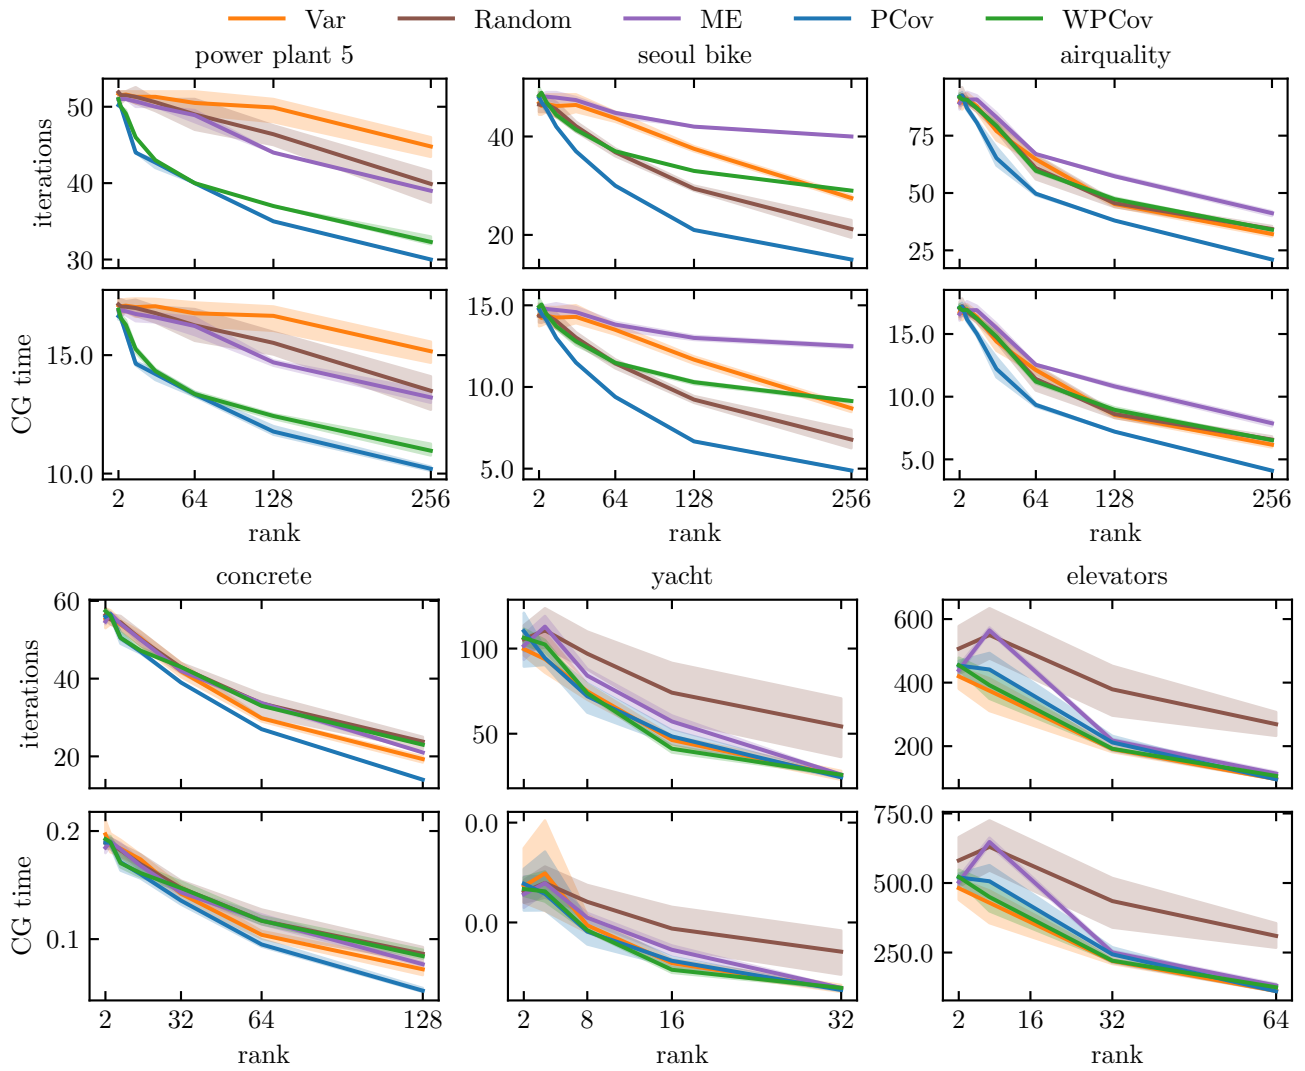 Var Random ME PCov WPCov
power plant 5 seoul bike airquality
iterations
50
40
30
40
20
75
50
25
CG time
15.0
10.0
15.0
10.0
5.0
15.0
10.0
5.0
2 64 128 256 2 64 128 256 2 64 128 256
rank rank rank
concrete yacht elevators
iterations
60
40
20
100
50
600
400
200
CG time
0.2
0.1
0.0
0.0
750.0
500.0
250.0
2 32 64 128 2 8 16 32 2 16 32 64
rank rank rank